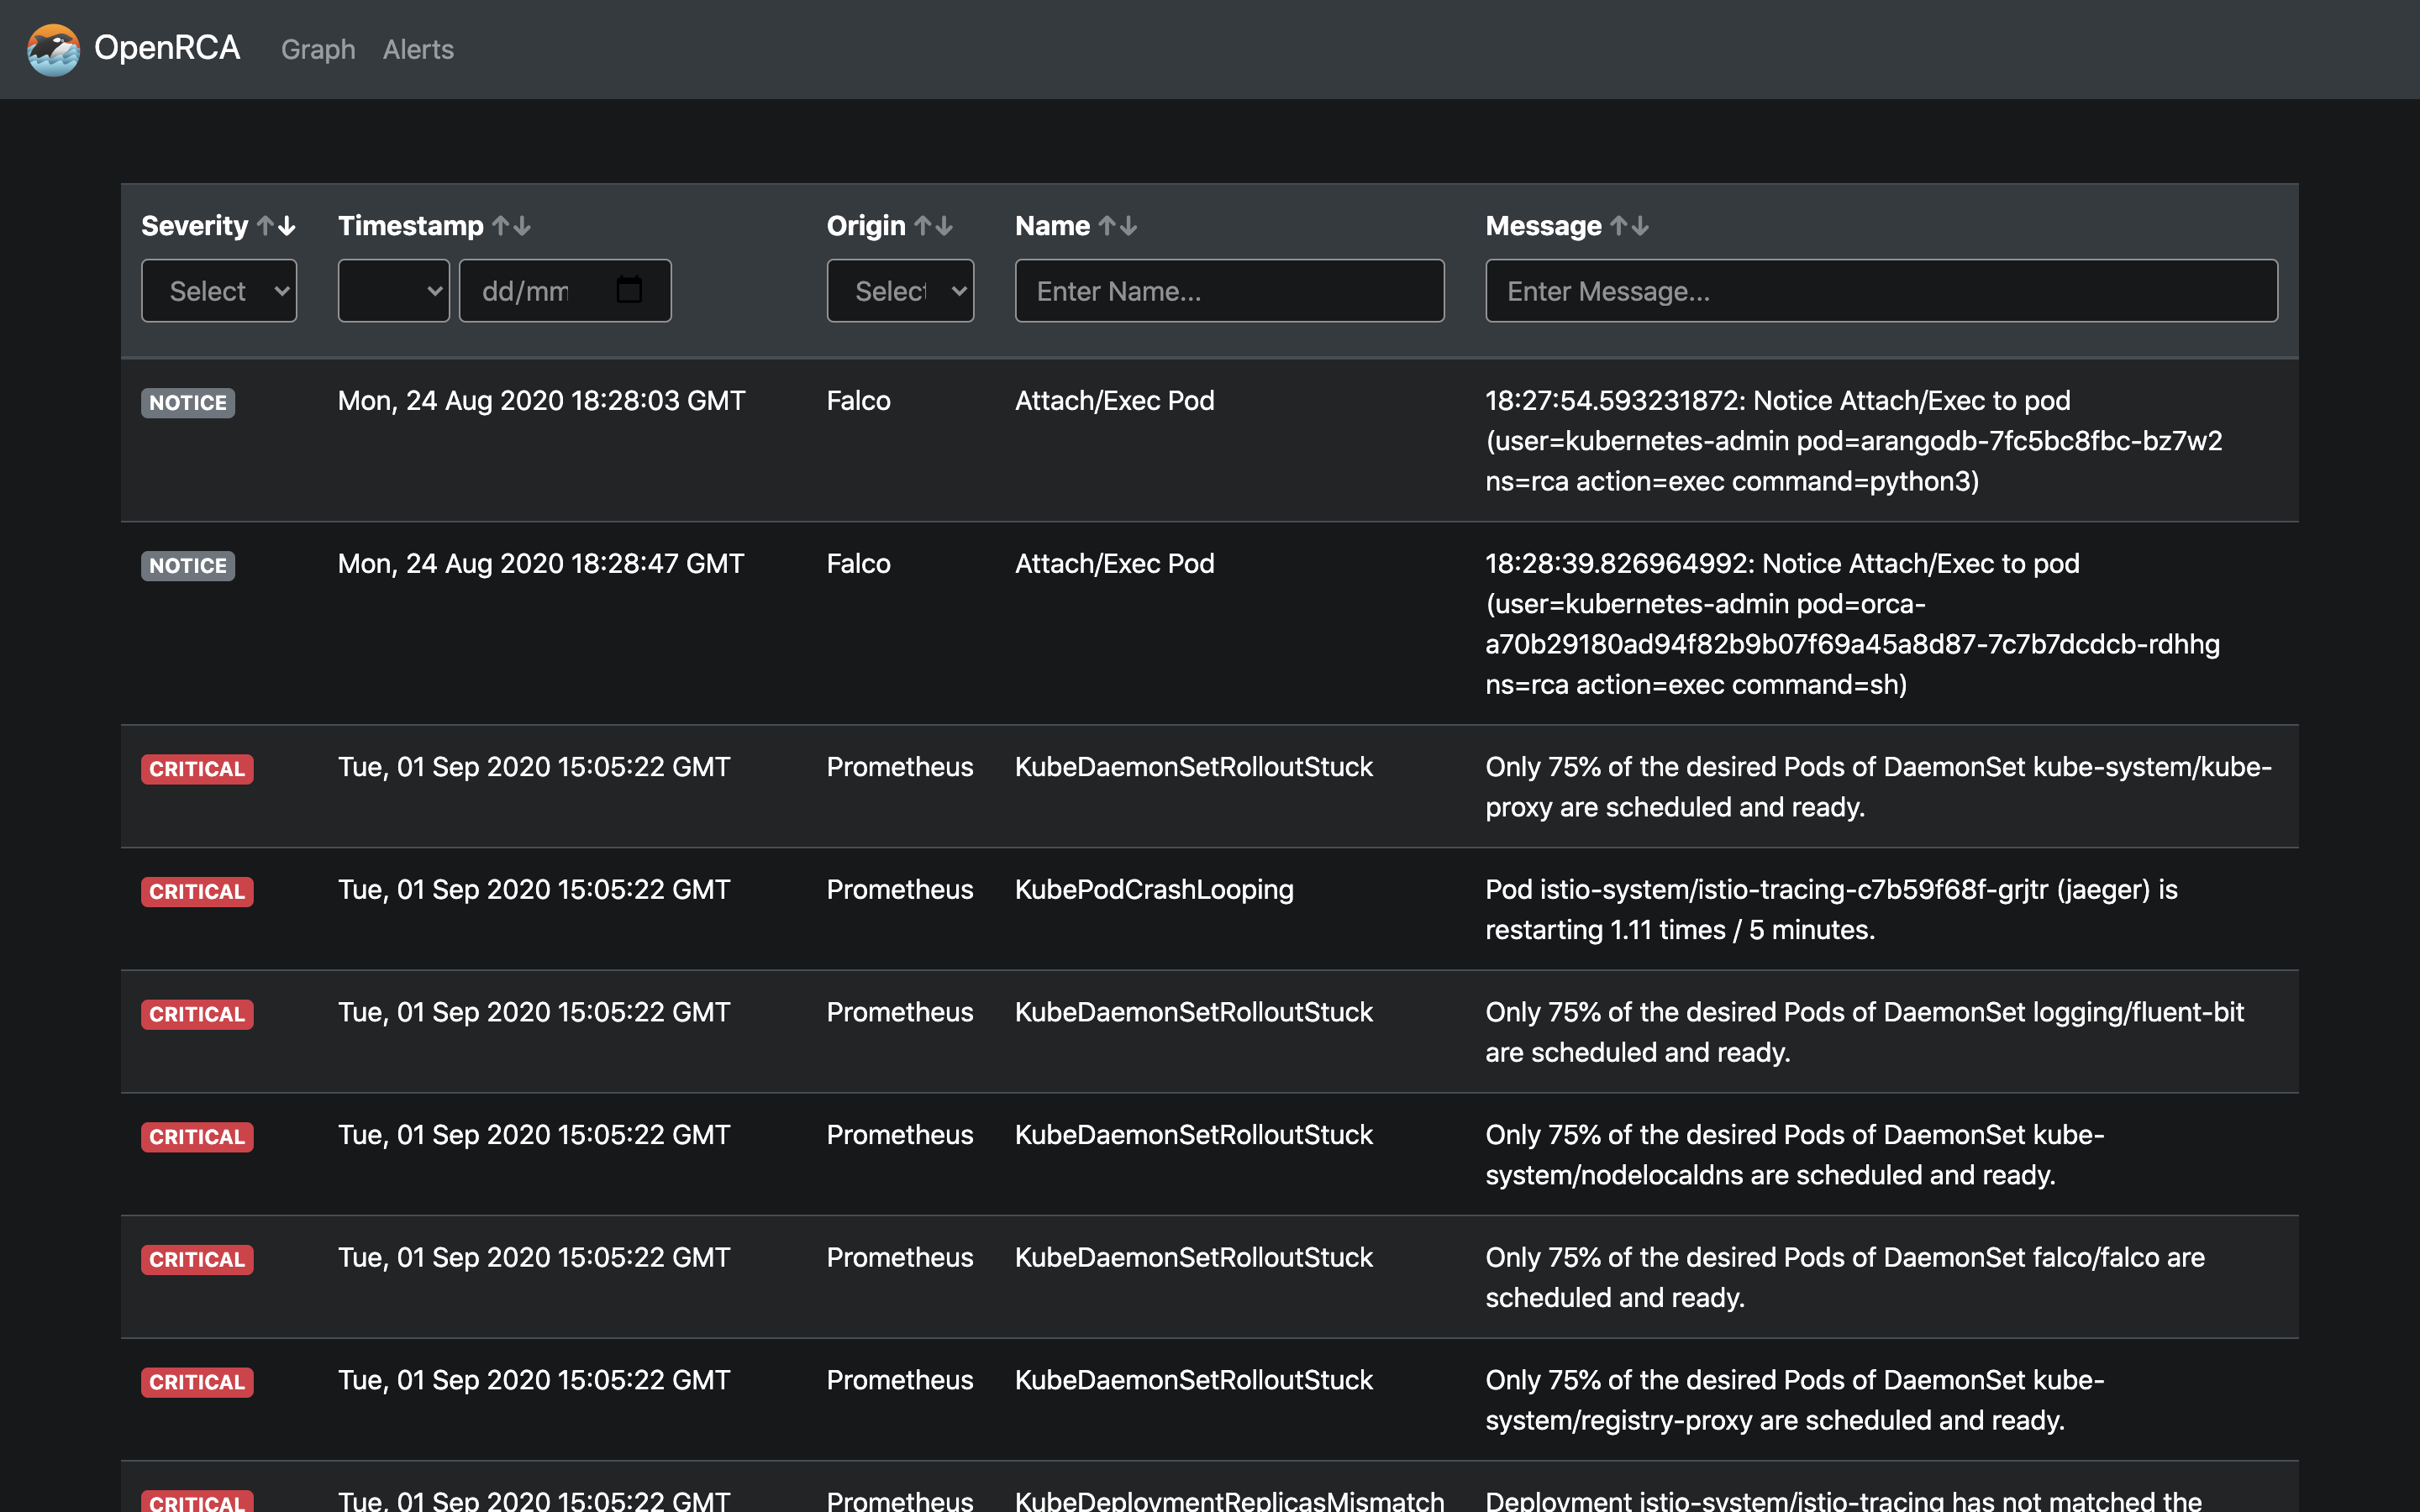 OpenRCA Graph Alerts
Severity Timestamp Origin Name Message
Select dd/mm Select Enter Name... Enter Message...
NOTICE Mon, 24 Aug 2020 18:28:03 GMT Falco Attach/Exec Pod 18:27:54.593231872: Notice Attach/Exec to pod
(user=kubernetes-admin pod=arangodb-7fc5bc8fbc-bz7w2
ns=rca action=exec command=python3)
NOTICE Mon, 24 Aug 2020 18:28:47 GMT Falco Attach/Exec Pod 18:28:39.826964992: Notice Attach/Exec to pod
(user=kubernetes-admin pod=orca-
a70b29180ad94f82b9b07f69a45a8d87-7c7b7dcdcb-rdhhg
ns=rca action=exec command=sh)
CRITICAL Tue, 01 Sep 2020 15:05:22 GMT Prometheus KubeDaemonSetRolloutStuck Only 75% of the desired Pods of DaemonSet kube-system/kube-
proxy are scheduled and ready.
CRITICAL Tue, 01 Sep 2020 15:05:22 GMT Prometheus KubePodCrashLooping Pod istio-system/istio-tracing-c7b59f68f-grjtr (jaeger) is
restarting 1.11 times / 5 minutes.
CRITICAL Tue, 01 Sep 2020 15:05:22 GMT Prometheus KubeDaemonSetRolloutStuck Only 75% of the desired Pods of DaemonSet logging/fluent-bit
are scheduled and ready.
CRITICAL Tue, 01 Sep 2020 15:05:22 GMT Prometheus KubeDaemonSetRolloutStuck Only 75% of the desired Pods of DaemonSet kube-
system/nodelocaldns are scheduled and ready.
CRITICAL Tue, 01 Sep 2020 15:05:22 GMT Prometheus KubeDaemonSetRolloutStuck Only 75% of the desired Pods of DaemonSet falco/falco are
scheduled and ready.
CRITICAL Tue, 01 Sep 2020 15:05:22 GMT Prometheus KubeDaemonSetRolloutStuck Only 75% of the desired Pods of DaemonSet kube-
system/registry-proxy are scheduled and ready.
CRITICAL Tue, 01 Sep 2020 15:05:22 GMT Prometheus KubeDeploymentReplicasMismatch Deployment istio-system/istio-tracing has not matched the